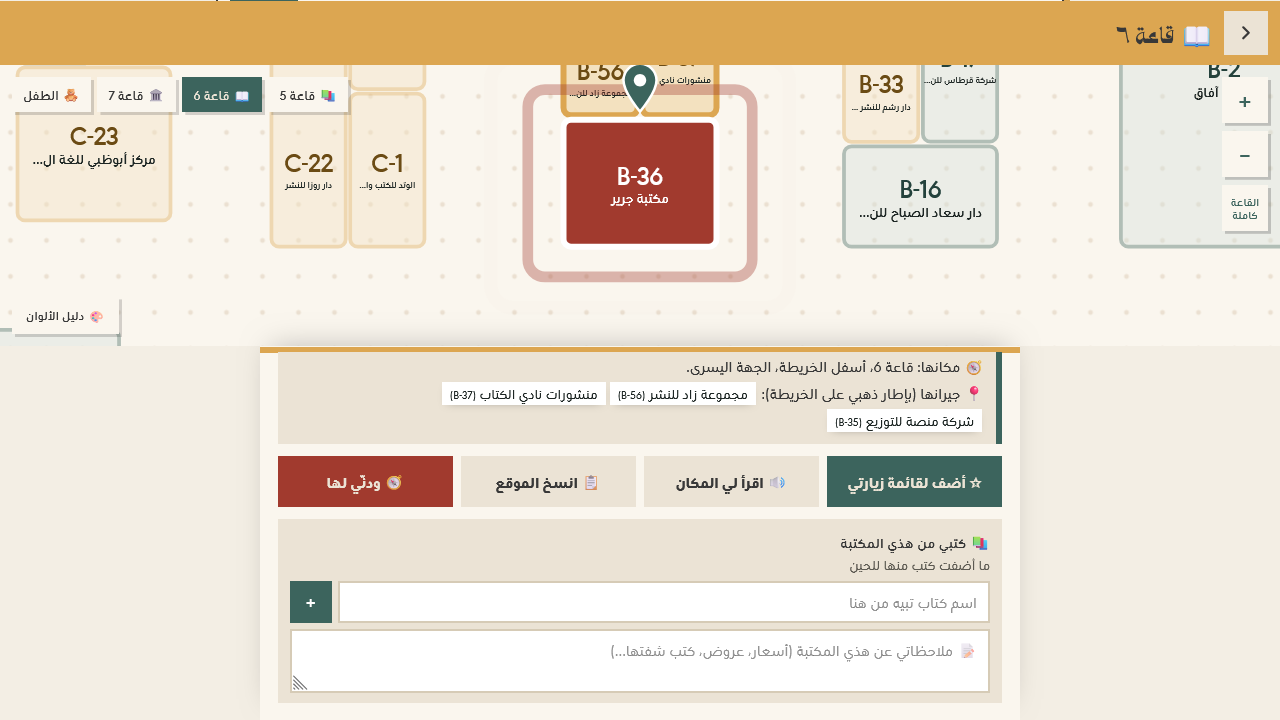 📖 قاعة ٦
📚 قاعة 5
📖 قاعة 6
🏛️ قاعة 7
🧸 الطفل
B-2
آفاق
+
−
القاعة
كاملة
B-33
دار رشم للنشر ...
شركة قرطاس للن...
B-16
دار سعاد الصباح للن...
B-56
مجموعة زاد للن...
منشورات نادي
B-36
مكتبة جرير
C-1
الوتد للكتب وا...
C-22
دار روزا للنشر
C-23
مركز أبوظبي للغة ال...
🎨 دليل الألوان
🧭 مكانها: قاعة 6، أسفل الخريطة، الجهة اليسرى.
📍 جيرانها (بإطار ذهبي على الخريطة): مجموعة زاد للنشر (B-56) منشورات نادي الكتاب (B-37)
شركة منصة للتوزيع (B-35)
☆ أضف لقائمة زيارتي
🔊 اقرأ لي المكان
📋 انسخ الموقع
🧭 ودّني لها
📚 كتبي من هذي المكتبة
ما أضفت كتب منها للحين
اسم كتاب تبيه من هنا
+
📝 ملاحظاتي عن هذي المكتبة (أسعار، عروض، كتب شفتها...)